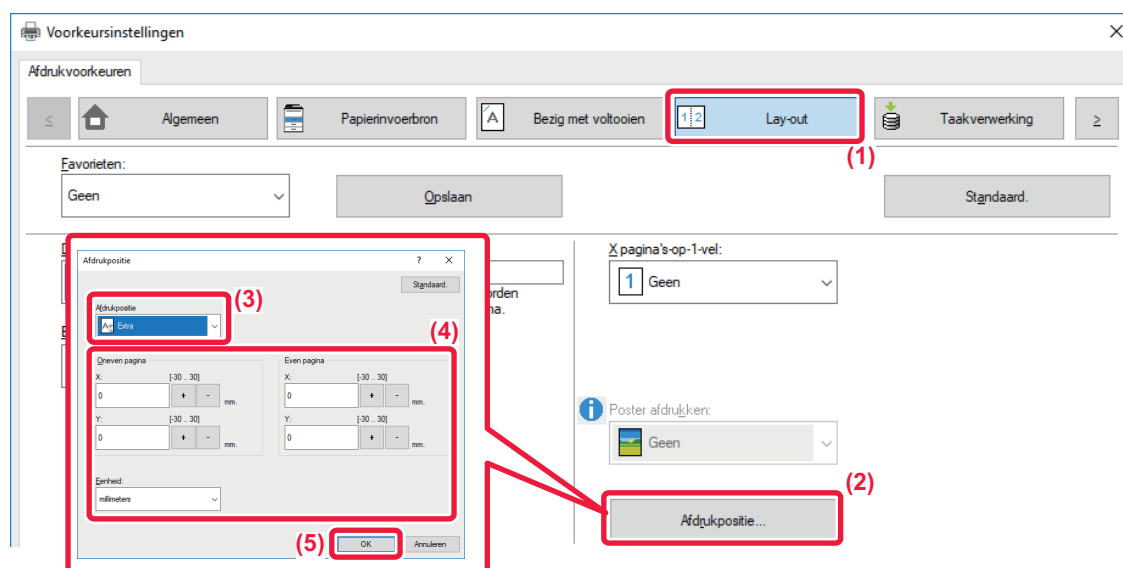 Voorkeursinstellingen
Afdrukvoorkeuren
< Algemeen Papierinvoerbron A Bezig met voltooien 1 2 Lay-out Taakverwerking >
(1)
Favorieten:
Geen Opslaan Standaard.
D
Afdrukpositie ? X
Standaard.
(3)
Afdrukpositie
Extra
(4)
Oneven pagina
X: [-30 .. 30]
0 + - mm.
Y: [-30 .. 30]
0 + - mm.
Even pagina
X: [-30 .. 30]
0 + - mm.
Y: [-30 .. 30]
0 + - mm.
Eenheid:
millimeters
(5) OK Annuleren
orden
na.
X pagina's-op-1-vel:
1 Geen
Poster afdrukken:
Geen
(2)
Afdrukpositie...